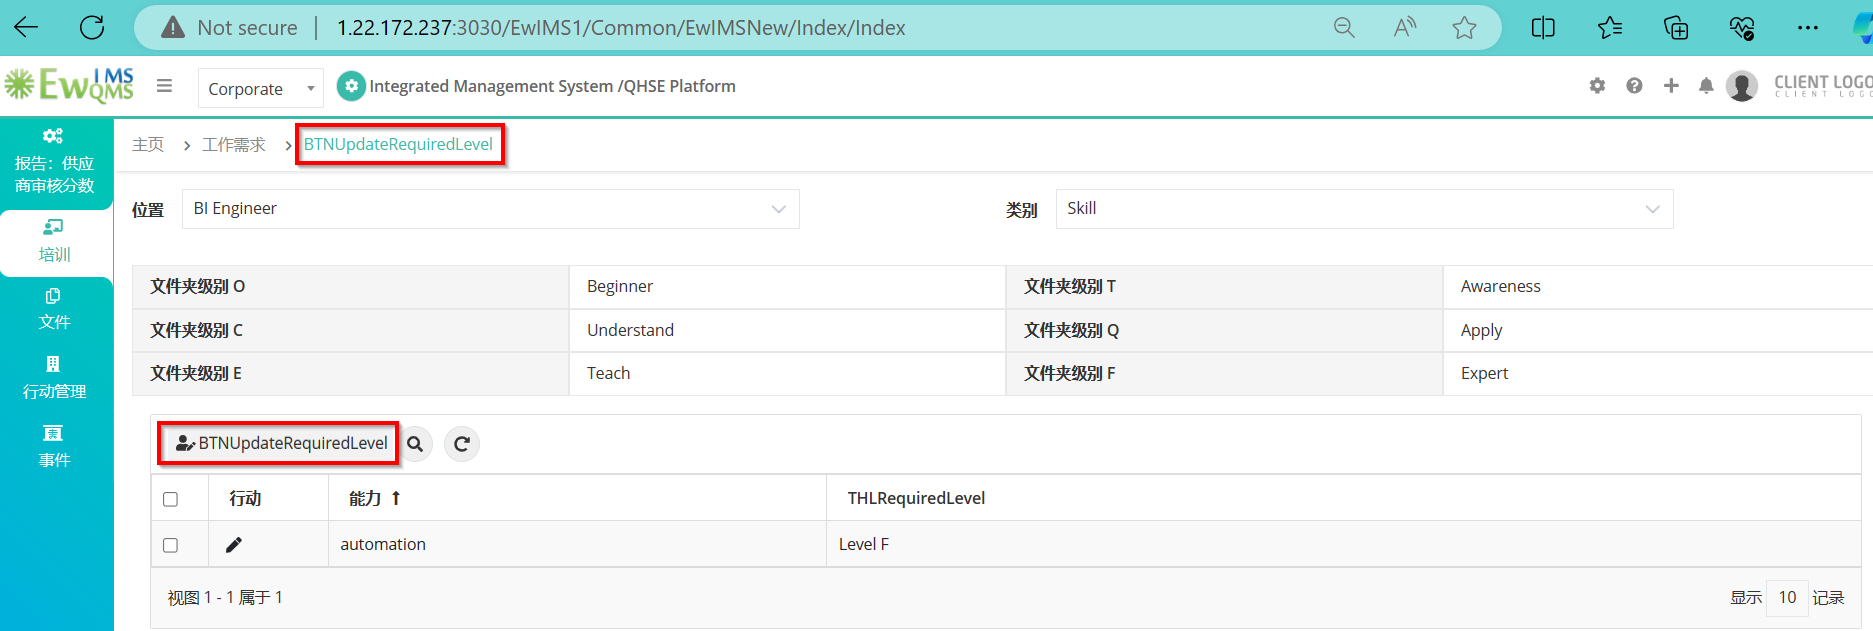 Not secure | 1.22.172.237:3030/EwIMS1/Common/EwIMSNew/Index/Index
EwIMS QMS
Corporate
Integrated Management System /QHSE Platform
CLIENT LOGO
CLIENT LOGO
报告：供应
商审核分数
培训
文件
行动管理
事件
主页 > 工作需求 > BTNUpdateRequiredLevel
位置 BI Engineer 类别 Skill
文件夹级别 O Beginner 文件夹级别 T Awareness
文件夹级别 C Understand 文件夹级别 Q Apply
文件夹级别 E Teach 文件夹级别 F Expert
BTNUpdateRequiredLevel
行动 能力 ↑ THLRequiredLevel
automation Level F
视图 1 - 1 属于 1 显示 10 记录